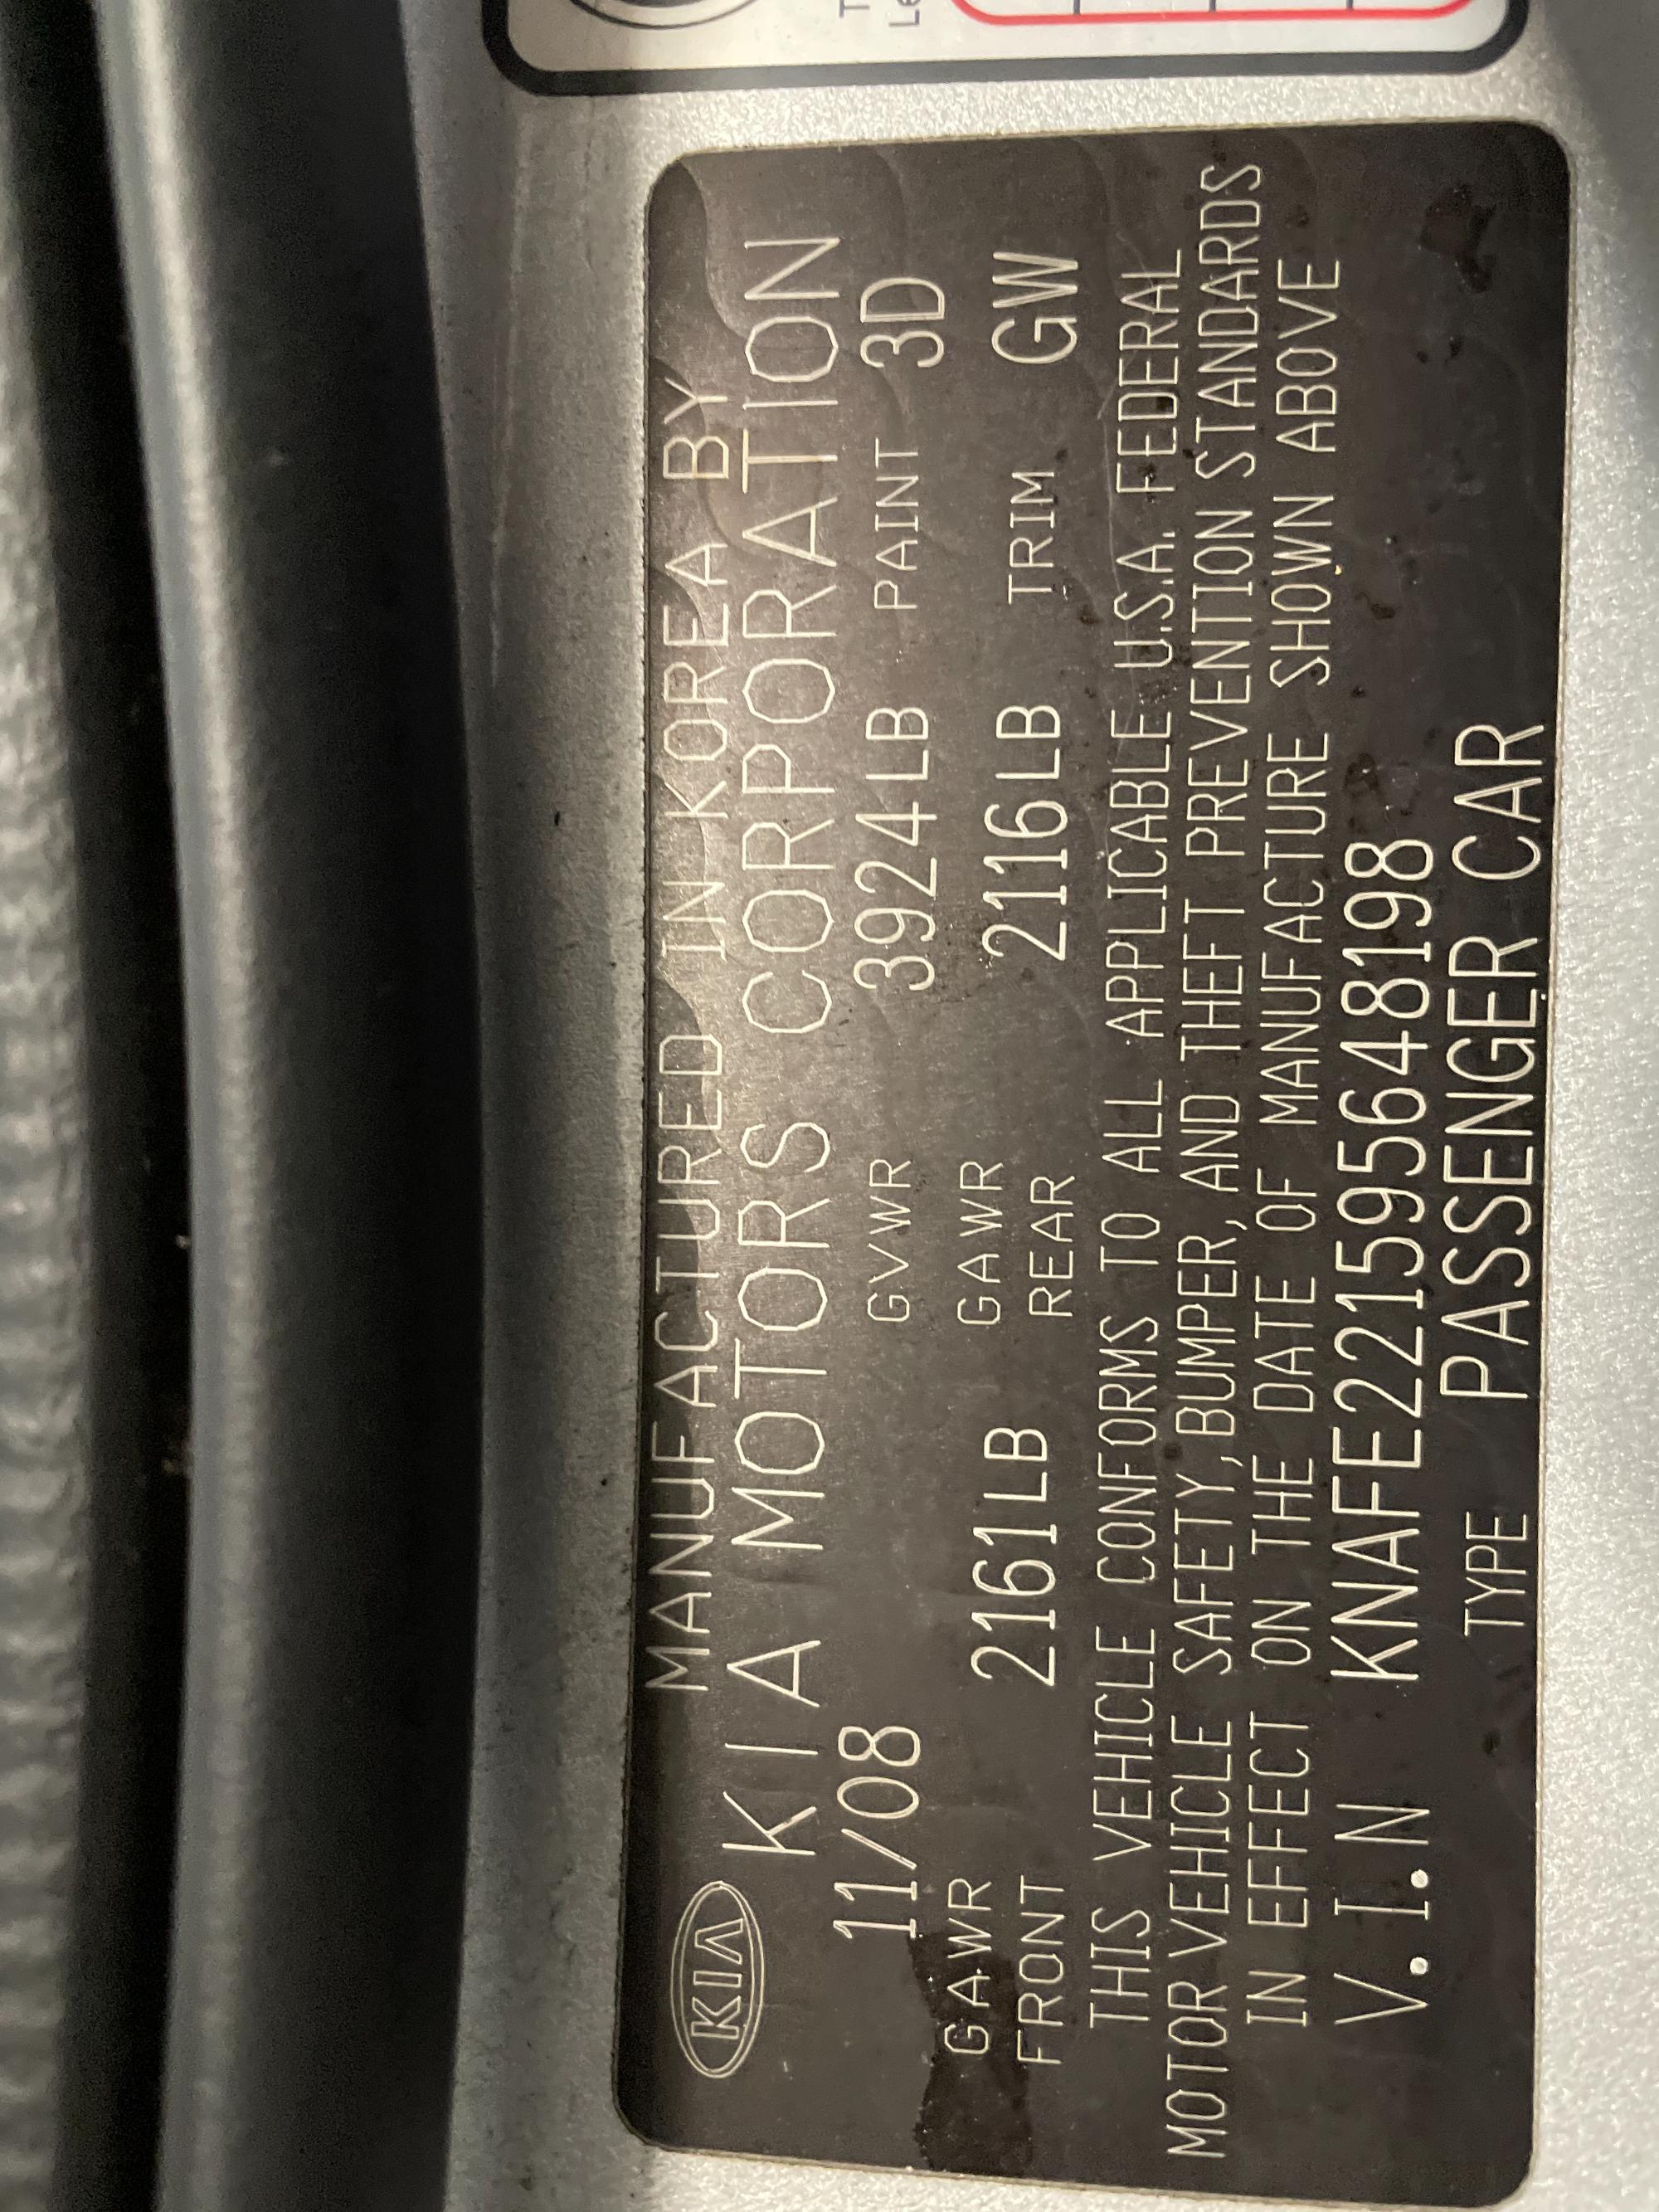 KIA MANUFACTURED IN KOREA BY
KIA MOTORS CORPORATION
11/08 GVWR 3924LB PAINT 3D
GAWR FRONT 2161LB GAWR REAR 2116LB TRIM GW
THIS VEHICLE CONFORMS TO ALL APPLICABLE U.S.A. FEDERAL
MOTOR VEHICLE SAFETY, BUMPER, AND THEFT PREVENTION STANDARDS
IN EFFECT ON THE DATE OF MANUFACTURE SHOWN ABOVE
V.I.N KNAFE221595648198
TYPE PASSENGER CAR